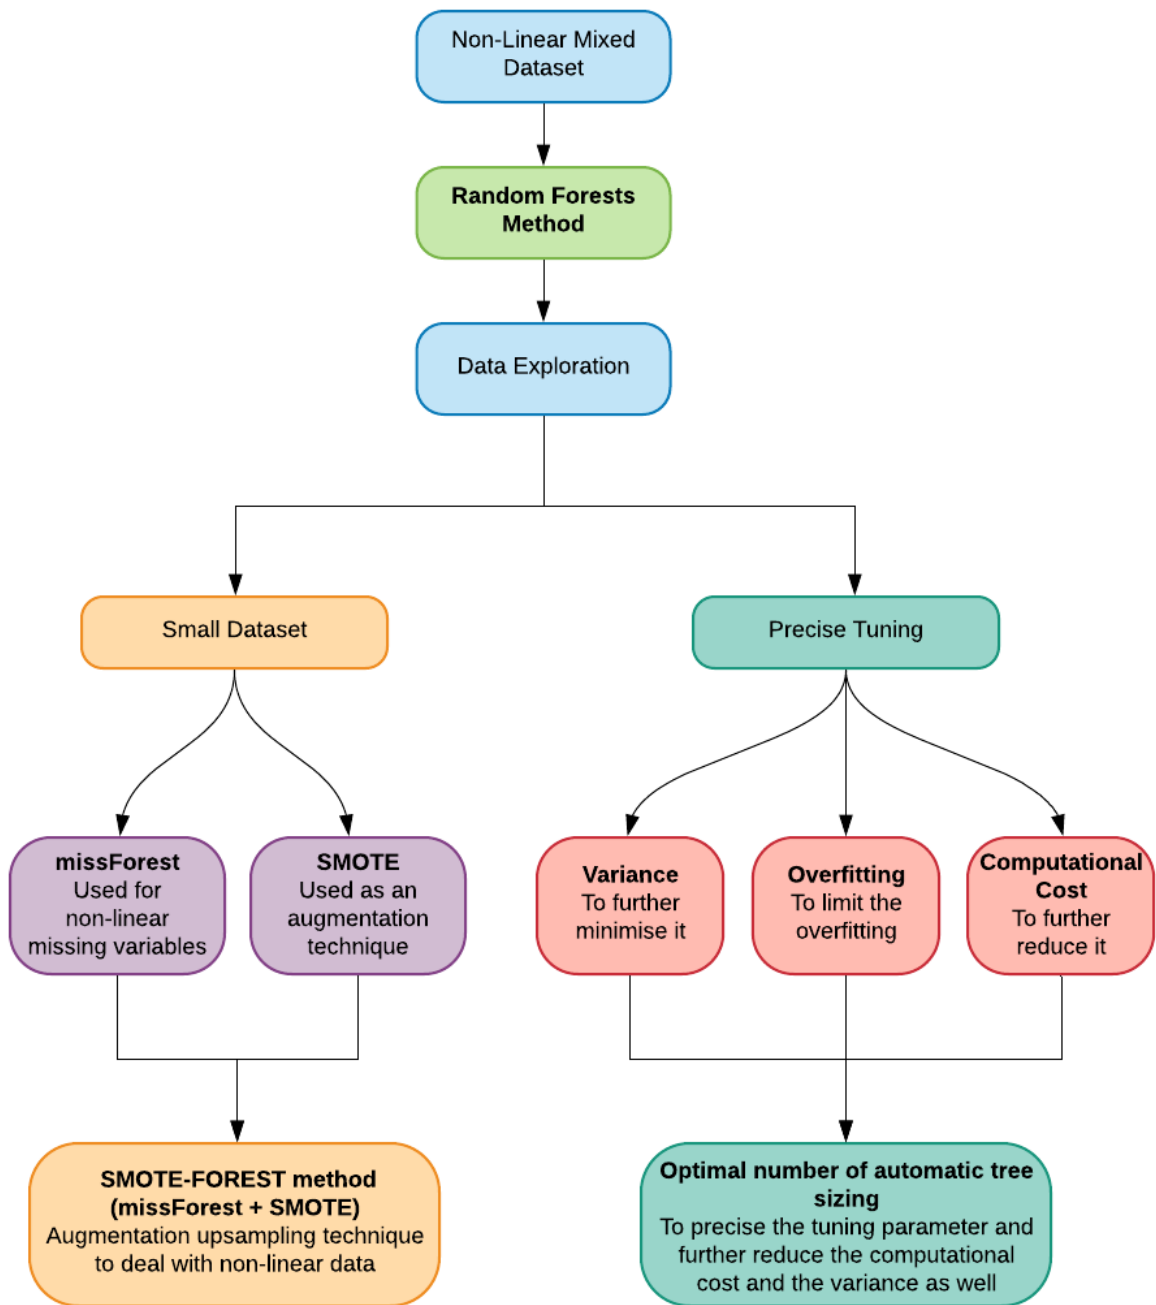 Non-Linear Mixed
Dataset
Random Forests
Method
Data Exploration
Small Dataset
Precise Tuning
missForest
Used for
non-linear
missing variables
SMOTE
Used as an
augmentation
technique
Variance
To further
minimise it
Overfitting
To limit the
overfitting
Computational
Cost
To further
reduce it
SMOTE-FOREST method
(missForest + SMOTE)
Augmentation upsampling technique
to deal with non-linear data
Optimal number of automatic tree
sizing
To precise the tuning parameter and
further reduce the computational
cost and the variance as well